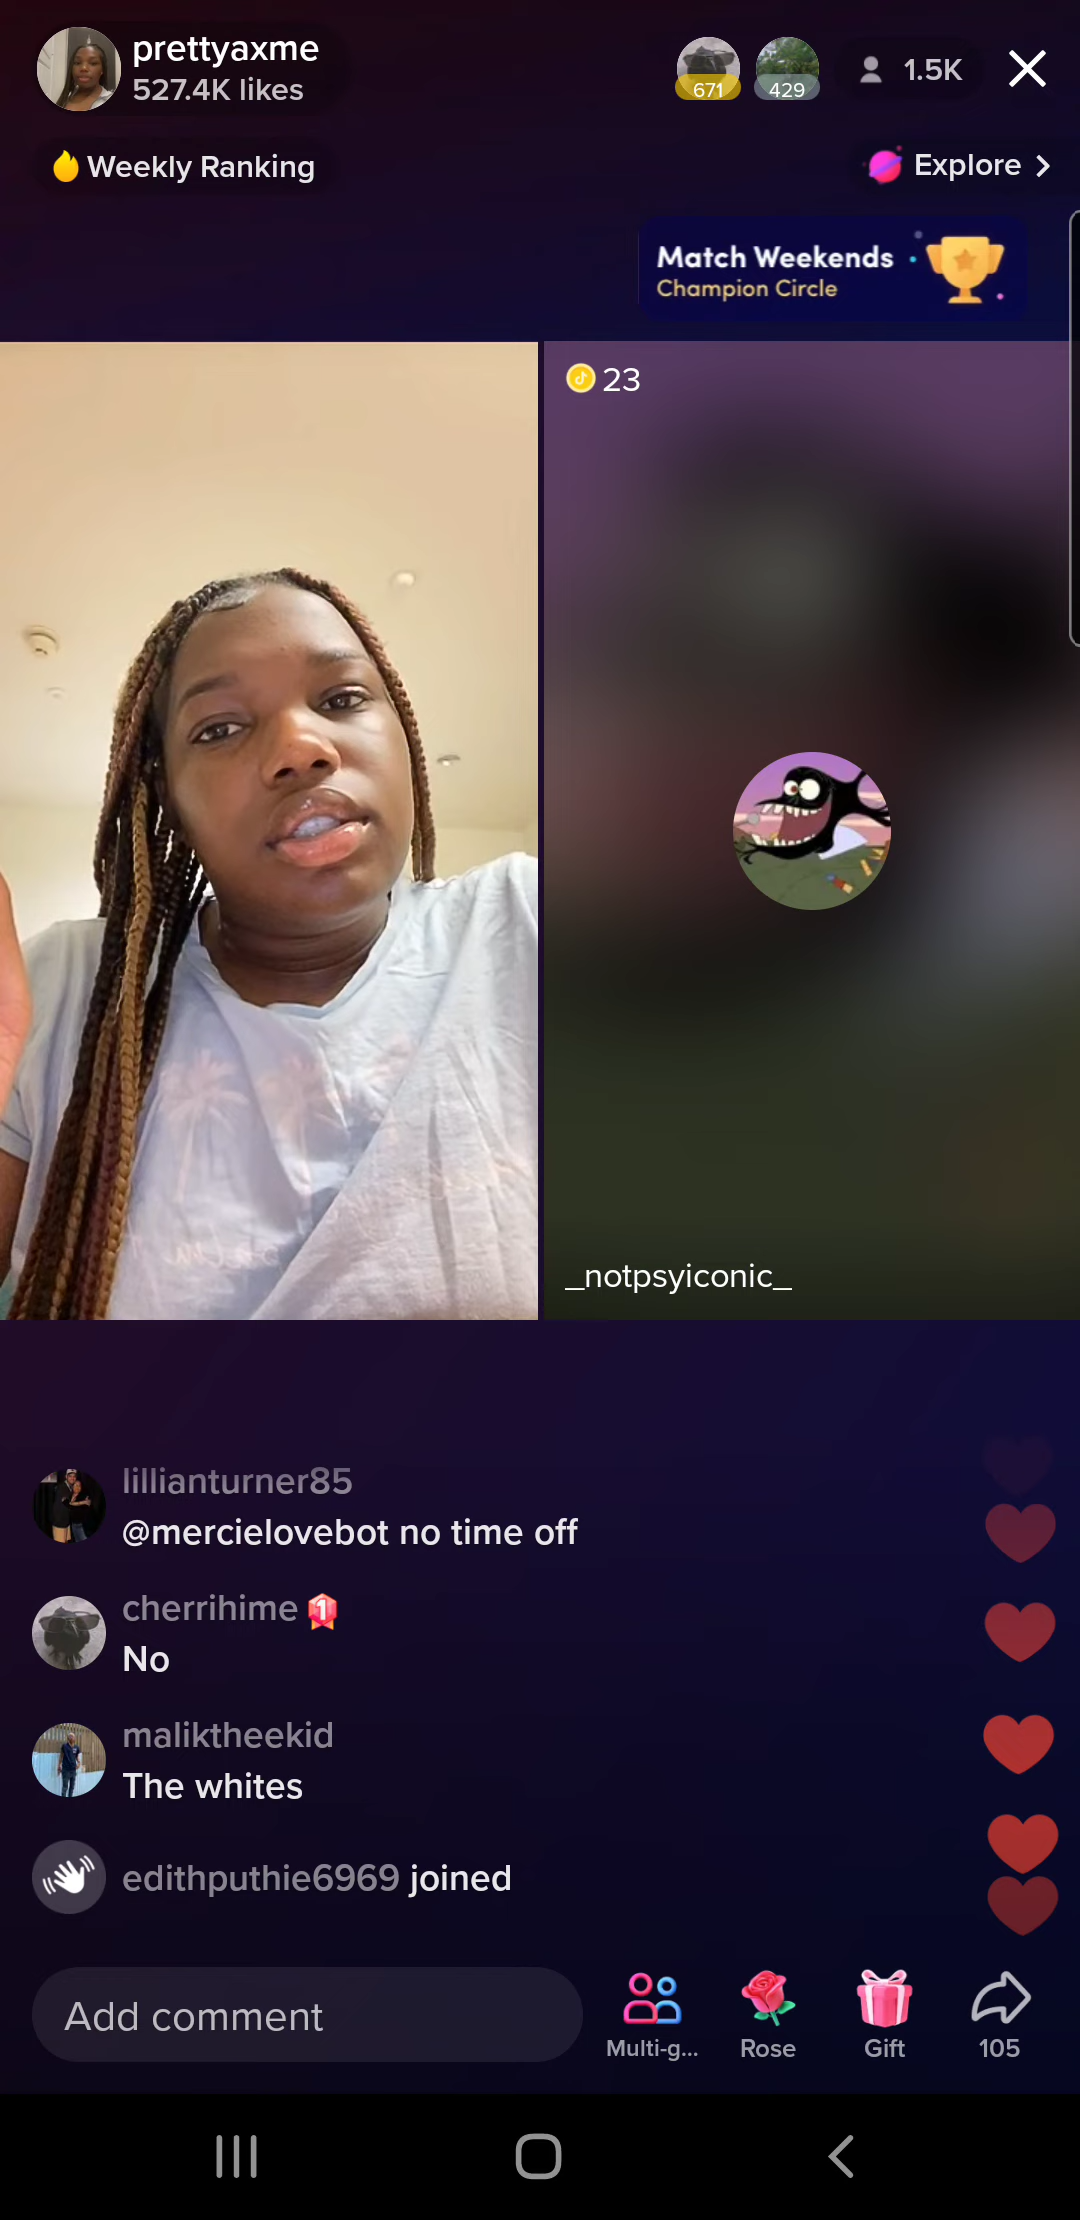 prettyaxme
527.4K likes
671
429
1.5K
Weekly Ranking
Explore
Match Weekends
Champion Circle
23
_notpsyiconic_
lillianturner85
@mercielovebot no time off
cherrihime 1
No
maliktheekid
The whites
edithputhie6969 joined
Add comment
Multi-g...
Rose
Gift
105